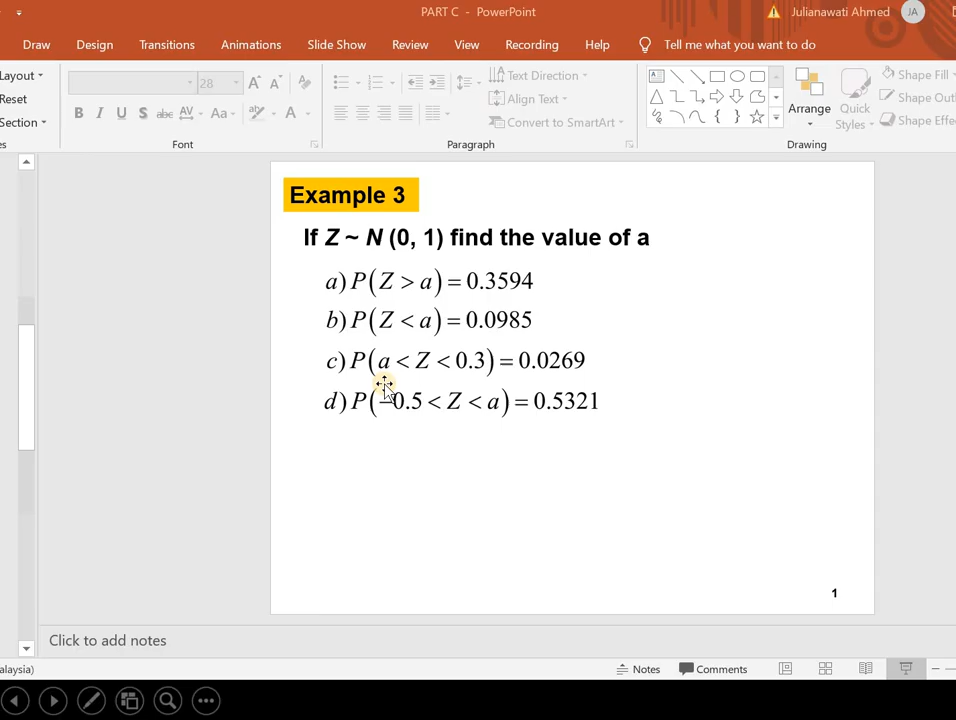 PART C - PowerPoint
Julianawati Ahmed JA
Draw Design Transitions Animations Slide Show Review View Recording Help Tell me what you want to do
Layout
Reset
Section
28
Text Direction
Align Text
Convert to SmartArt
Arrange
Quick Styles
Shape Fill
Shape Out
Shape Effe
Font Paragraph Drawing
Example 3
If Z ~ N (0, 1) find the value of a
a) P(Z > a) = 0.3594
b) P(Z < a) = 0.0985
c) P(a < Z < 0.3) = 0.0269
d) P(−0.5 < Z < a) = 0.5321
1
Click to add notes
alaysia) Notes Comments